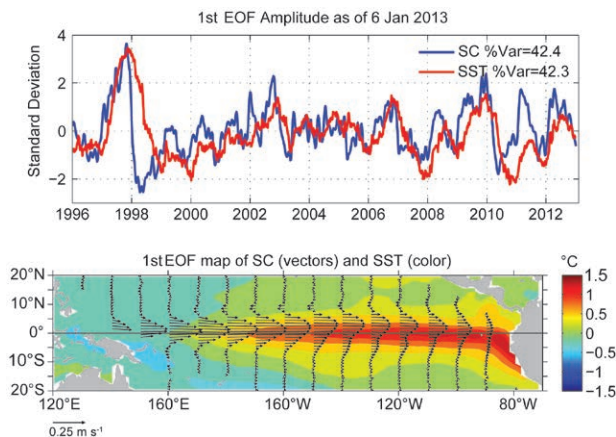 1st EOF Amplitude as of 6 Jan 2013
SC %Var=42.4
SST %Var=42.3
Standard Deviation
4
2
0
−2
1996 1998 2000 2002 2004 2006 2008 2010 2012
1stEOF map of SC (vectors) and SST (color)
°C
20°N
10°N
0°
10°S
20°S
120°E 160°E 160°W 120°W 80°W
1.5
1
0.5
0
−0.5
−1
−1.5
0.25 m s⁻¹